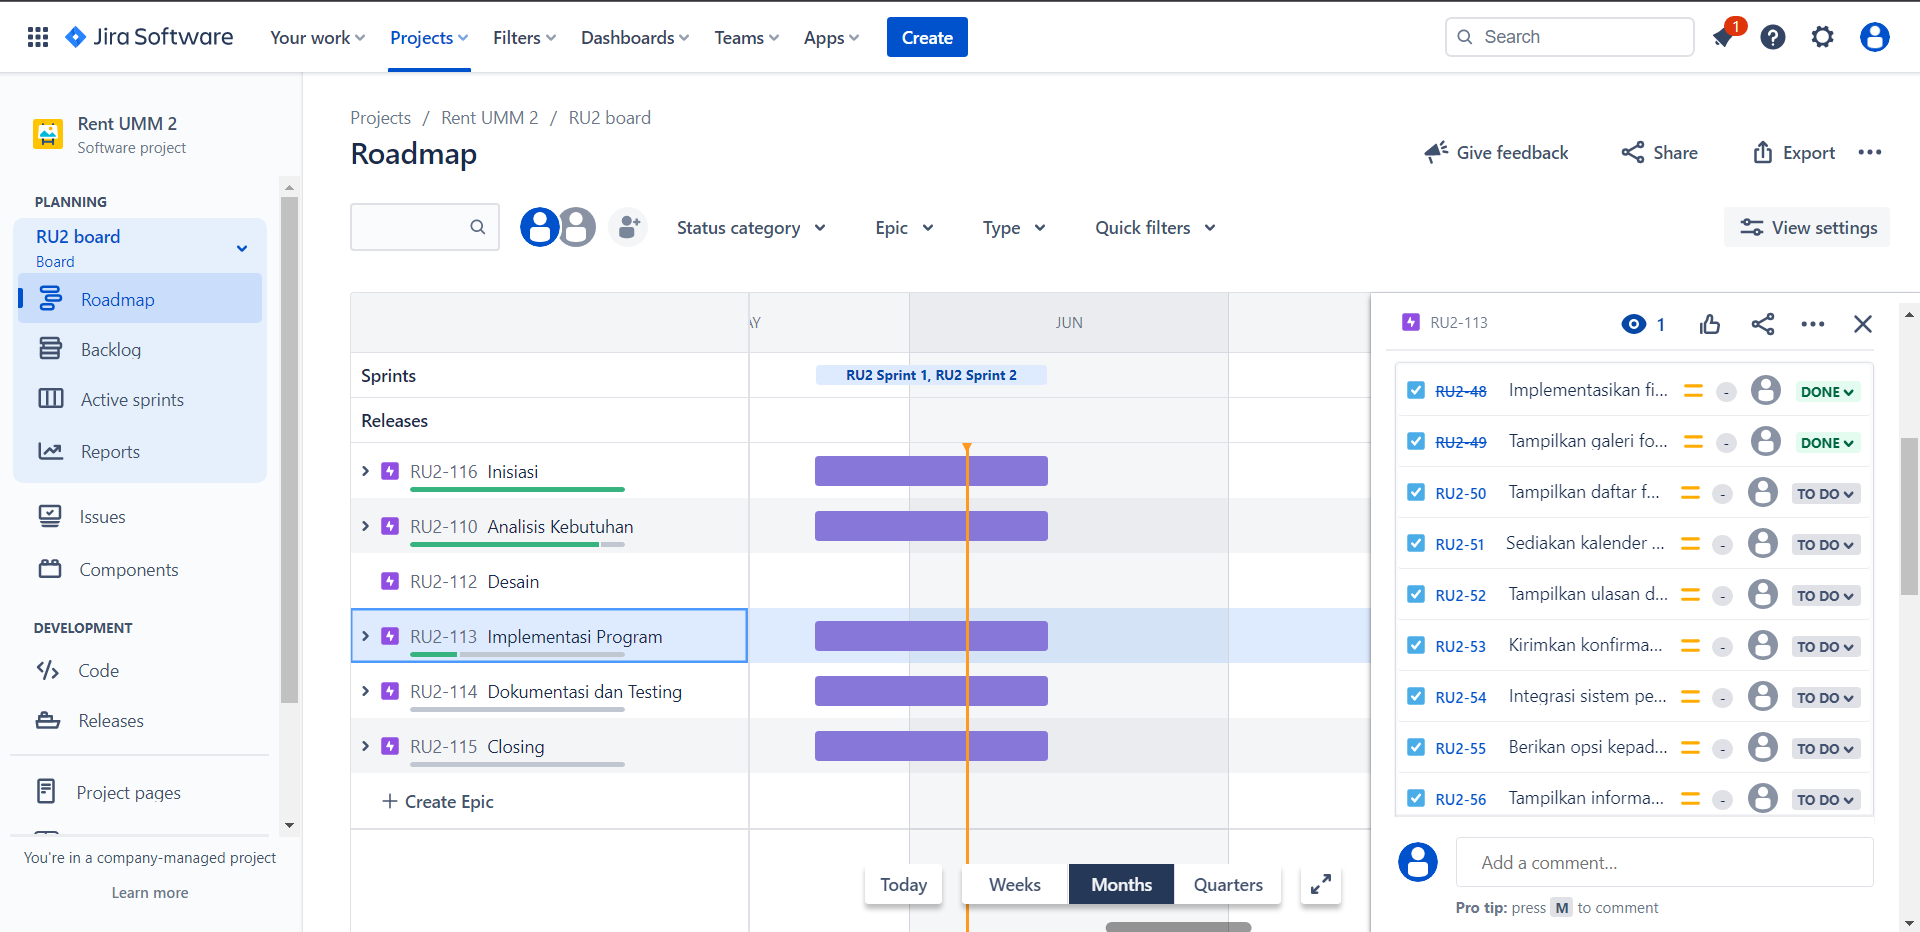 Jira Software
Your work
Projects
Filters
Dashboards
Teams
Apps
Create
Search
1
Rent UMM 2
Software project
PLANNING
RU2 board
Board
Roadmap
Backlog
Active sprints
Reports
Issues
Components
DEVELOPMENT
Code
Releases
Project pages
You're in a company-managed project
Learn more
Projects / Rent UMM 2 / RU2 board
Roadmap
Give feedback
Share
Export
Status category
Epic
Type
Quick filters
View settings
JUN
Sprints
RU2 Sprint 1, RU2 Sprint 2
Releases
RU2-116 Inisiasi
RU2-110 Analisis Kebutuhan
RU2-112 Desain
RU2-113 Implementasi Program
RU2-114 Dokumentasi dan Testing
RU2-115 Closing
+ Create Epic
Today
Weeks
Months
Quarters
RU2-113
1
RU2-48 Implementasikan fi... - DONE
RU2-49 Tampilkan galeri fo... - DONE
RU2-50 Tampilkan daftar f... - TO DO
RU2-51 Sediakan kalender ... - TO DO
RU2-52 Tampilkan ulasan d... - TO DO
RU2-53 Kirimkan konfirma... - TO DO
RU2-54 Integrasi sistem pe... - TO DO
RU2-55 Berikan opsi kepad... - TO DO
RU2-56 Tampilkan informa... - TO DO
Add a comment...
Pro tip: press M to comment